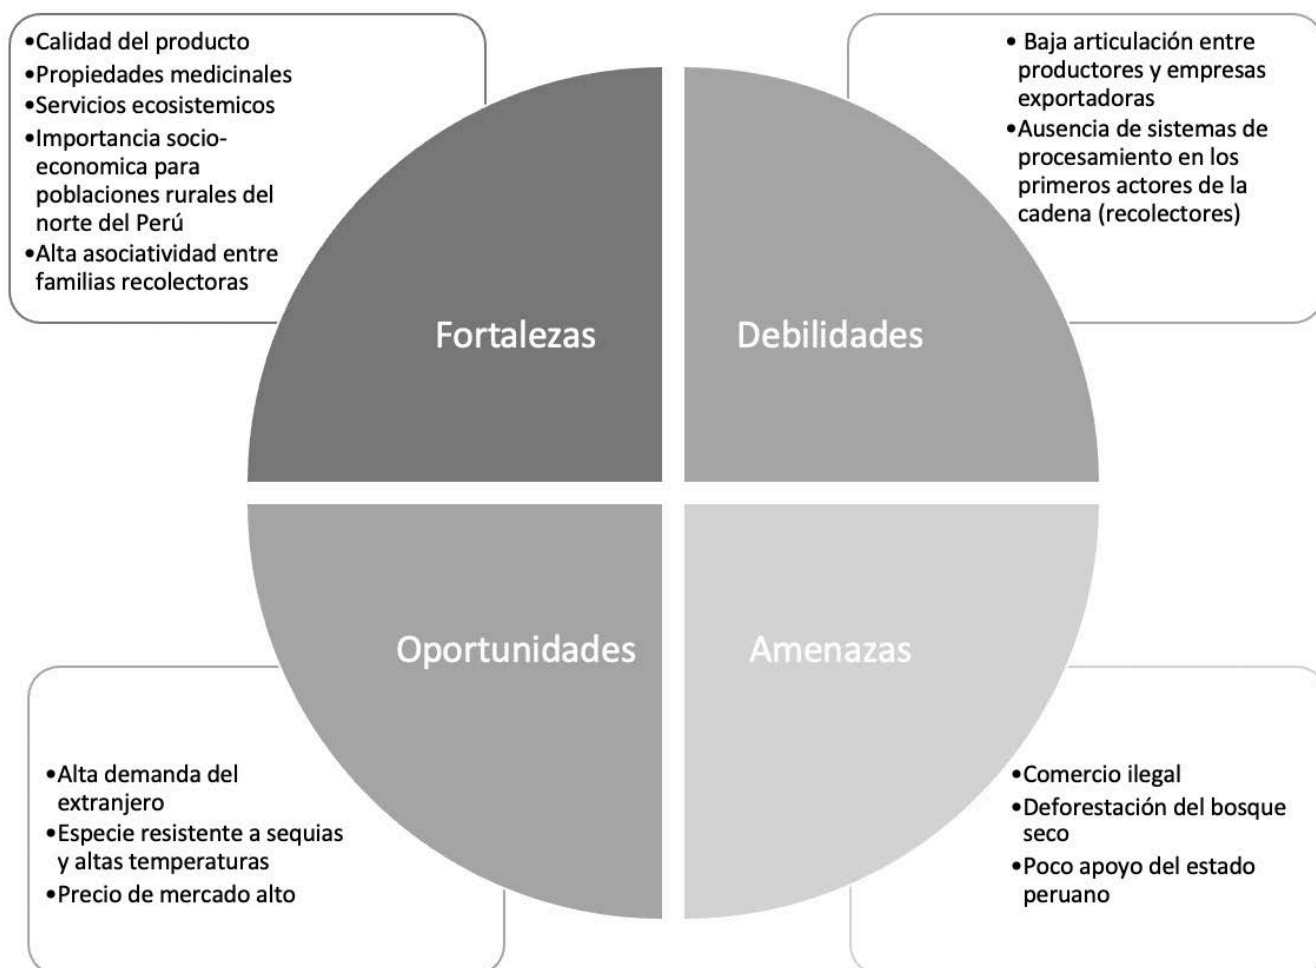 •Calidad del producto
•Propiedades medicinales
•Servicios ecosistemicos
•Importancia socio-
economica para
poblaciones rurales del
norte del Perú
•Alta asociatividad entre
familias recolectoras
• Baja articulación entre
productores y empresas
exportadoras
•Ausencia de sistemas de
procesamiento en los
primeros actores de la
cadena (recolectores)
Fortalezas
Debilidades
Oportunidades
Amenazas
•Alta demanda del
extranjero
•Especie resistente a sequias
y altas temperaturas
•Precio de mercado alto
•Comercio ilegal
•Deforestación del bosque
seco
•Poco apoyo del estado
peruano